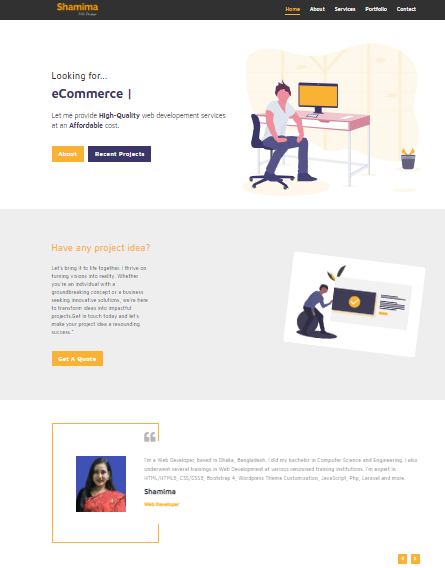 Shamima
Home About Services Portfolio Contact
Looking for...
eCommerce |
Let me provide High-Quality web developement services
at an Affordable cost.
About Recent Projects
Have any project idea?
Let's bring it to life together. I thrive on
turning visions into reality. Whether
you're an individual with a
groundbreaking concept or a business
seeking innovative solutions, we're here
to transform ideas into impactful
projects.Get in touch today and let's
make your project idea a resounding
success."
Get A Quote
“
I'm a Web Developer, based in Dhaka, Bangladesh. I did my bachelor in Computer Science and Engineering. I also
underwent several trainings in Web Development at various renowned training institutions. I'm expert in
HTML/HTML5, CSS/CSS3, Bootstrap 4, Wordpress Theme Customization, JavaScript, Php, Laravel and more.
Shamima
Web Developer